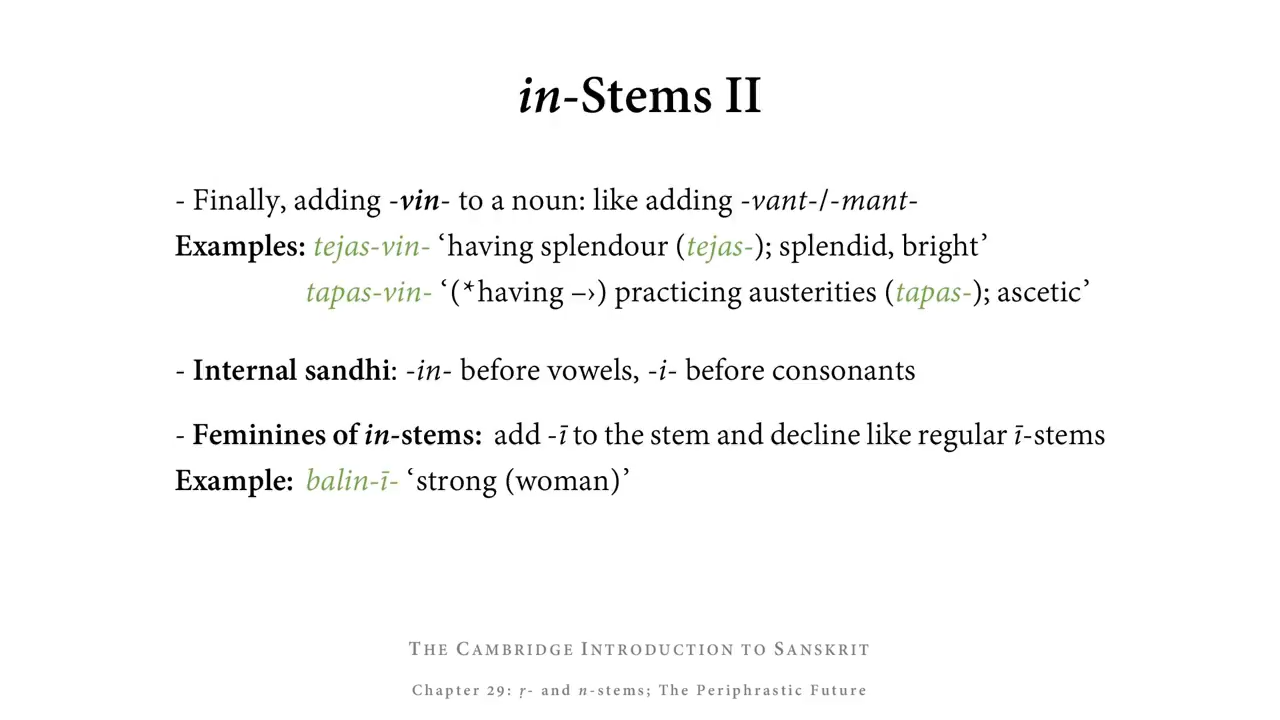 in-Stems II
- Finally, adding -vin- to a noun: like adding -vant-/-mant-
Examples: tejas-vin- ‘having splendour (tejas-); splendid, bright’
tapas-vin- ‘(*having –›) practicing austerities (tapas-); ascetic’
- Internal sandhi: -in- before vowels, -i- before consonants
- Feminines of in-stems: add -ī to the stem and decline like regular ī-stems
Example: balin-ī- ‘strong (woman)’
The Cambridge Introduction to Sanskrit
Chapter 29: ṛ- and n-stems; The Periphrastic Future